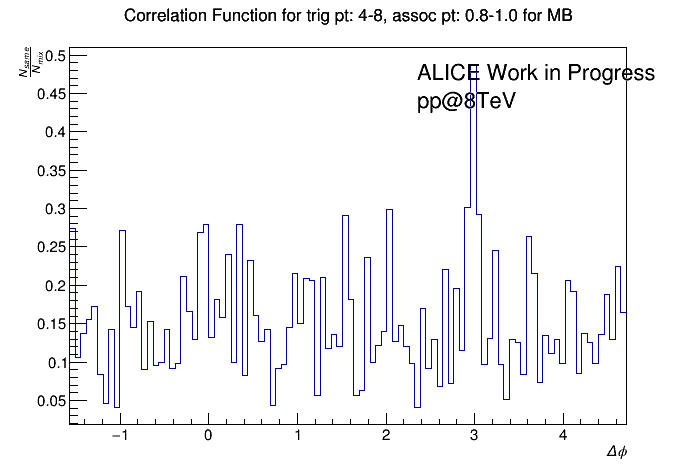 Correlation Function for trig pt: 4-8, assoc pt: 0.8-1.0 for MB
N_same
N_mix
0.5
ALICE Work in Progress
0.45
pp@8TeV
0.4
0.35
0.3
0.25
0.2
0.15
0.1
0.05
−1 0 1 2 3 4
Δϕ